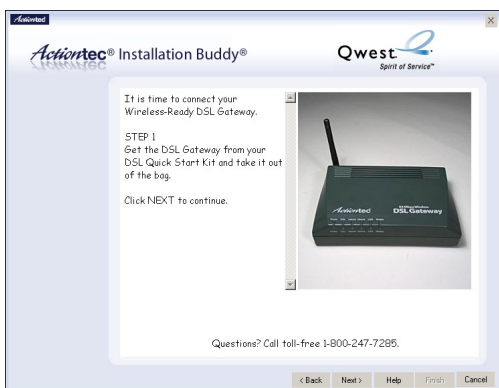 Actiontec
Actiontec® Installation Buddy®
Qwest
Spirit of Service™
It is time to connect your
Wireless-Ready DSL Gateway.
STEP 1
Get the DSL Gateway from your
DSL Quick Start Kit and take it out
of the bag.
Click NEXT to continue.
Actiontec
DSL Gateway
Questions? Call toll-free 1-800-247-7285.
< Back Next > Help Finish Cancel